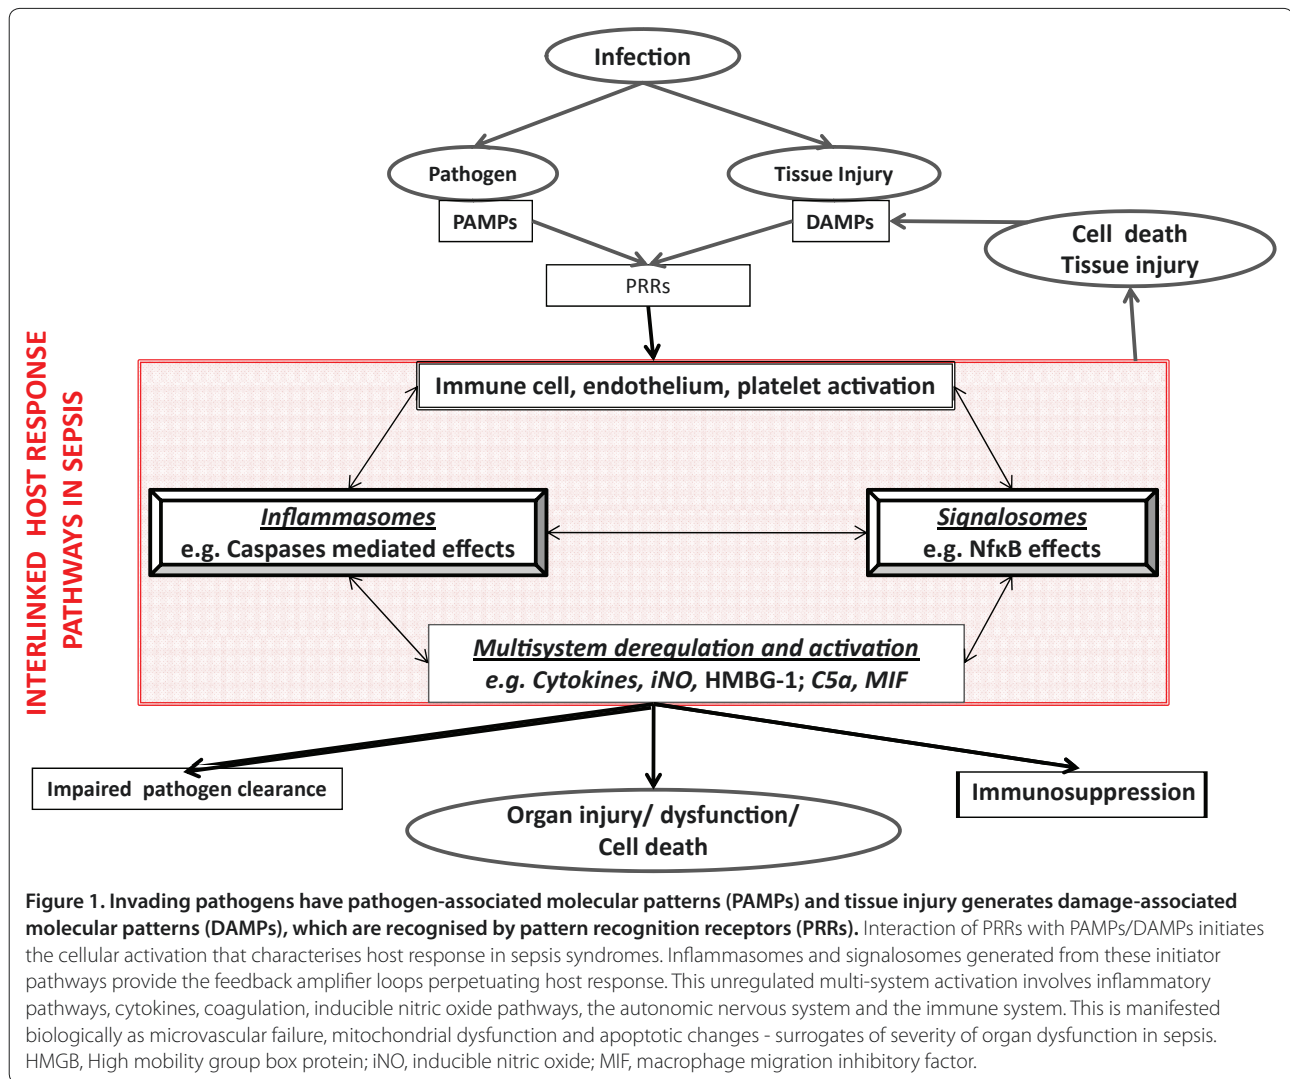 Infection
Pathogen
Tissue Injury
PAMPs
DAMPs
Cell death
Tissue injury
PRRs
INTERLINKED HOST RESPONSE
PATHWAYS IN SEPSIS
Immune cell, endothelium, platelet activation
Inflammasomes
e.g. Caspases mediated effects
Signalosomes
e.g. NfκB effects
Multisystem deregulation and activation
e.g. Cytokines, iNO, HMBG-1; C5a, MIF
Impaired pathogen clearance
Organ injury/ dysfunction/
Cell death
Immunosuppression
Figure 1. Invading pathogens have pathogen-associated molecular patterns (PAMPs) and tissue injury generates damage-associated
molecular patterns (DAMPs), which are recognised by pattern recognition receptors (PRRs). Interaction of PRRs with PAMPs/DAMPs initiates
the cellular activation that characterises host response in sepsis syndromes. Inflammasomes and signalosomes generated from these initiator
pathways provide the feedback amplifier loops perpetuating host response. This unregulated multi-system activation involves inflammatory
pathways, cytokines, coagulation, inducible nitric oxide pathways, the autonomic nervous system and the immune system. This is manifested
biologically as microvascular failure, mitochondrial dysfunction and apoptotic changes - surrogates of severity of organ dysfunction in sepsis.
HMGB, High mobility group box protein; iNO, inducible nitric oxide; MIF, macrophage migration inhibitory factor.